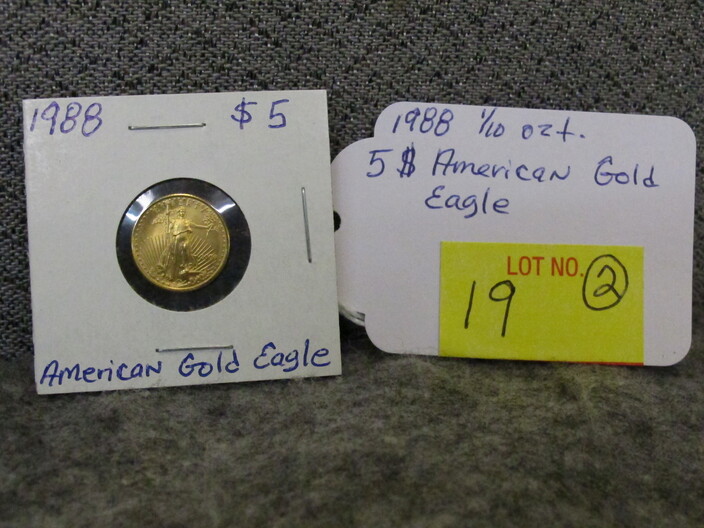 1988 $5
American Gold Eagle
1988 1/10 ozt.
5$ American Gold
Eagle
LOT NO.
19 2